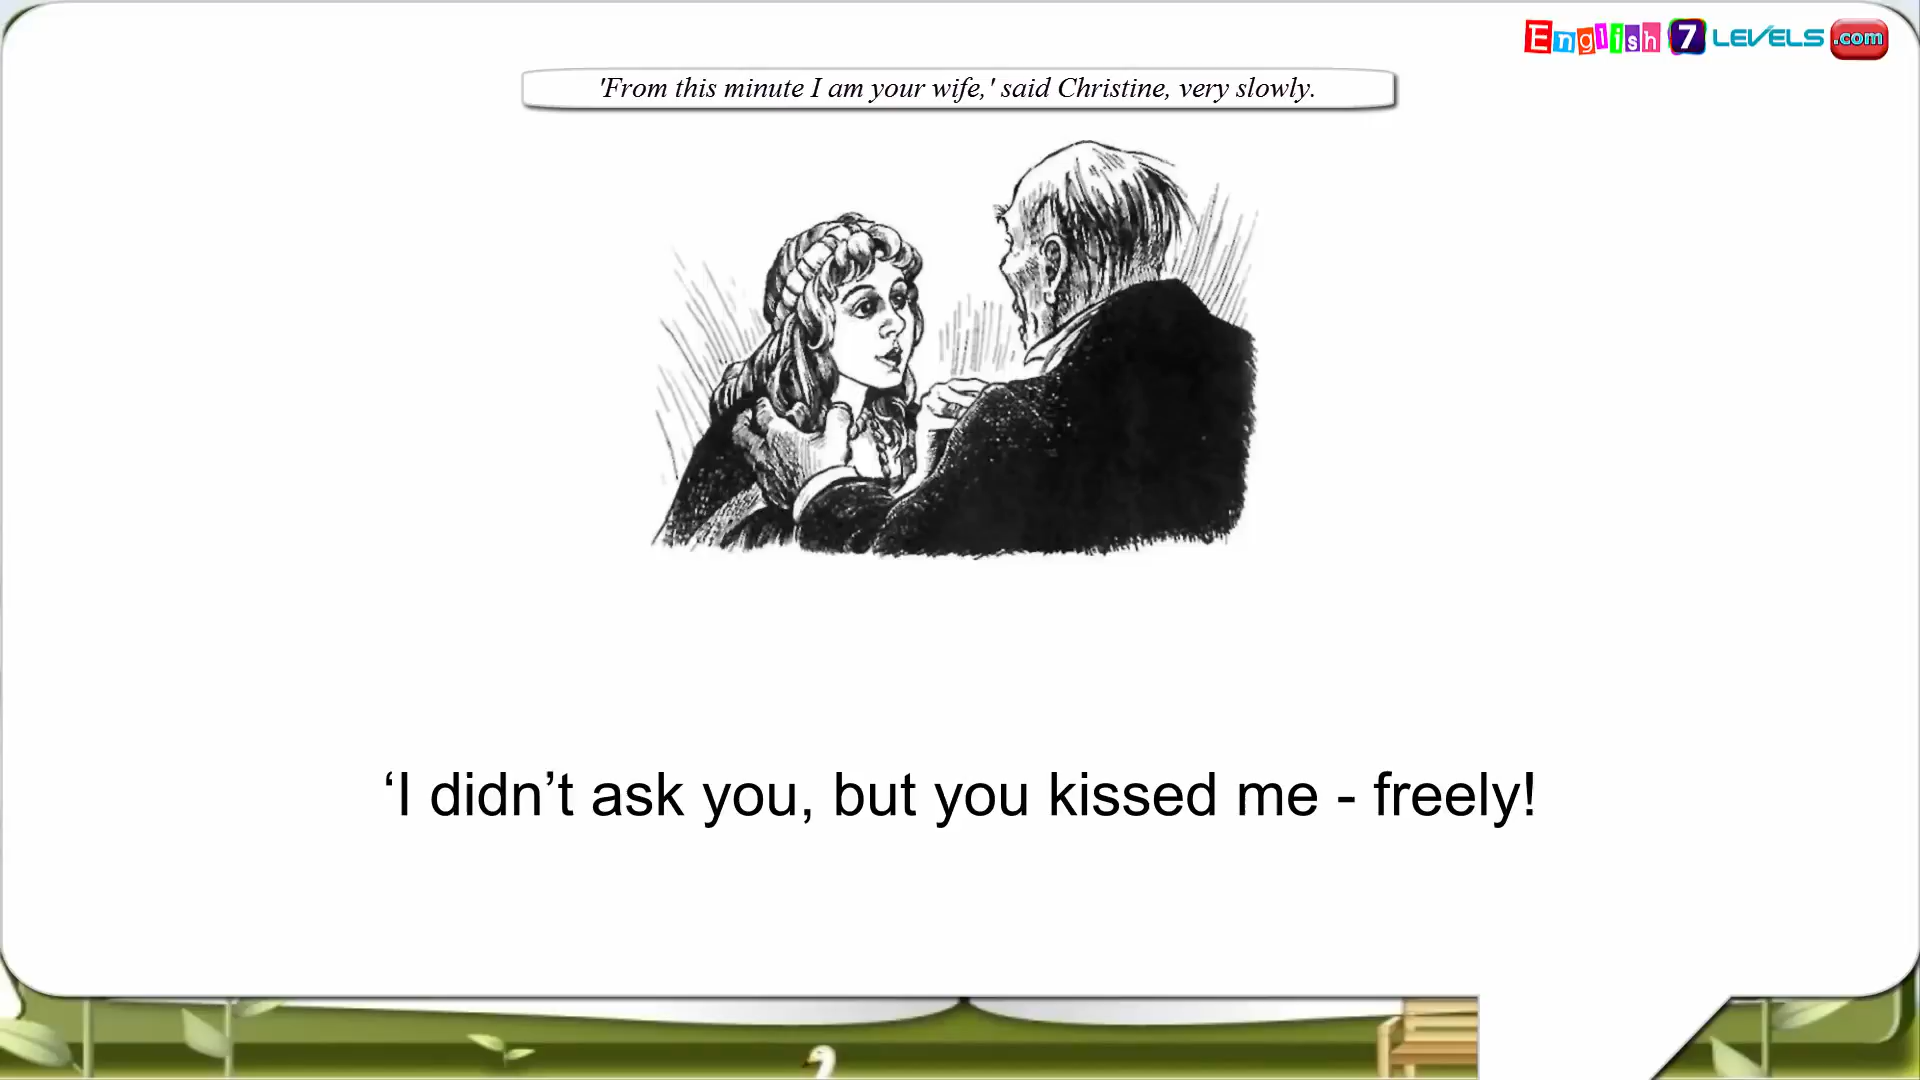 English 7 LEVELS .com
'From this minute I am your wife,' said Christine, very slowly.
‘I didn’t ask you, but you kissed me - freely!